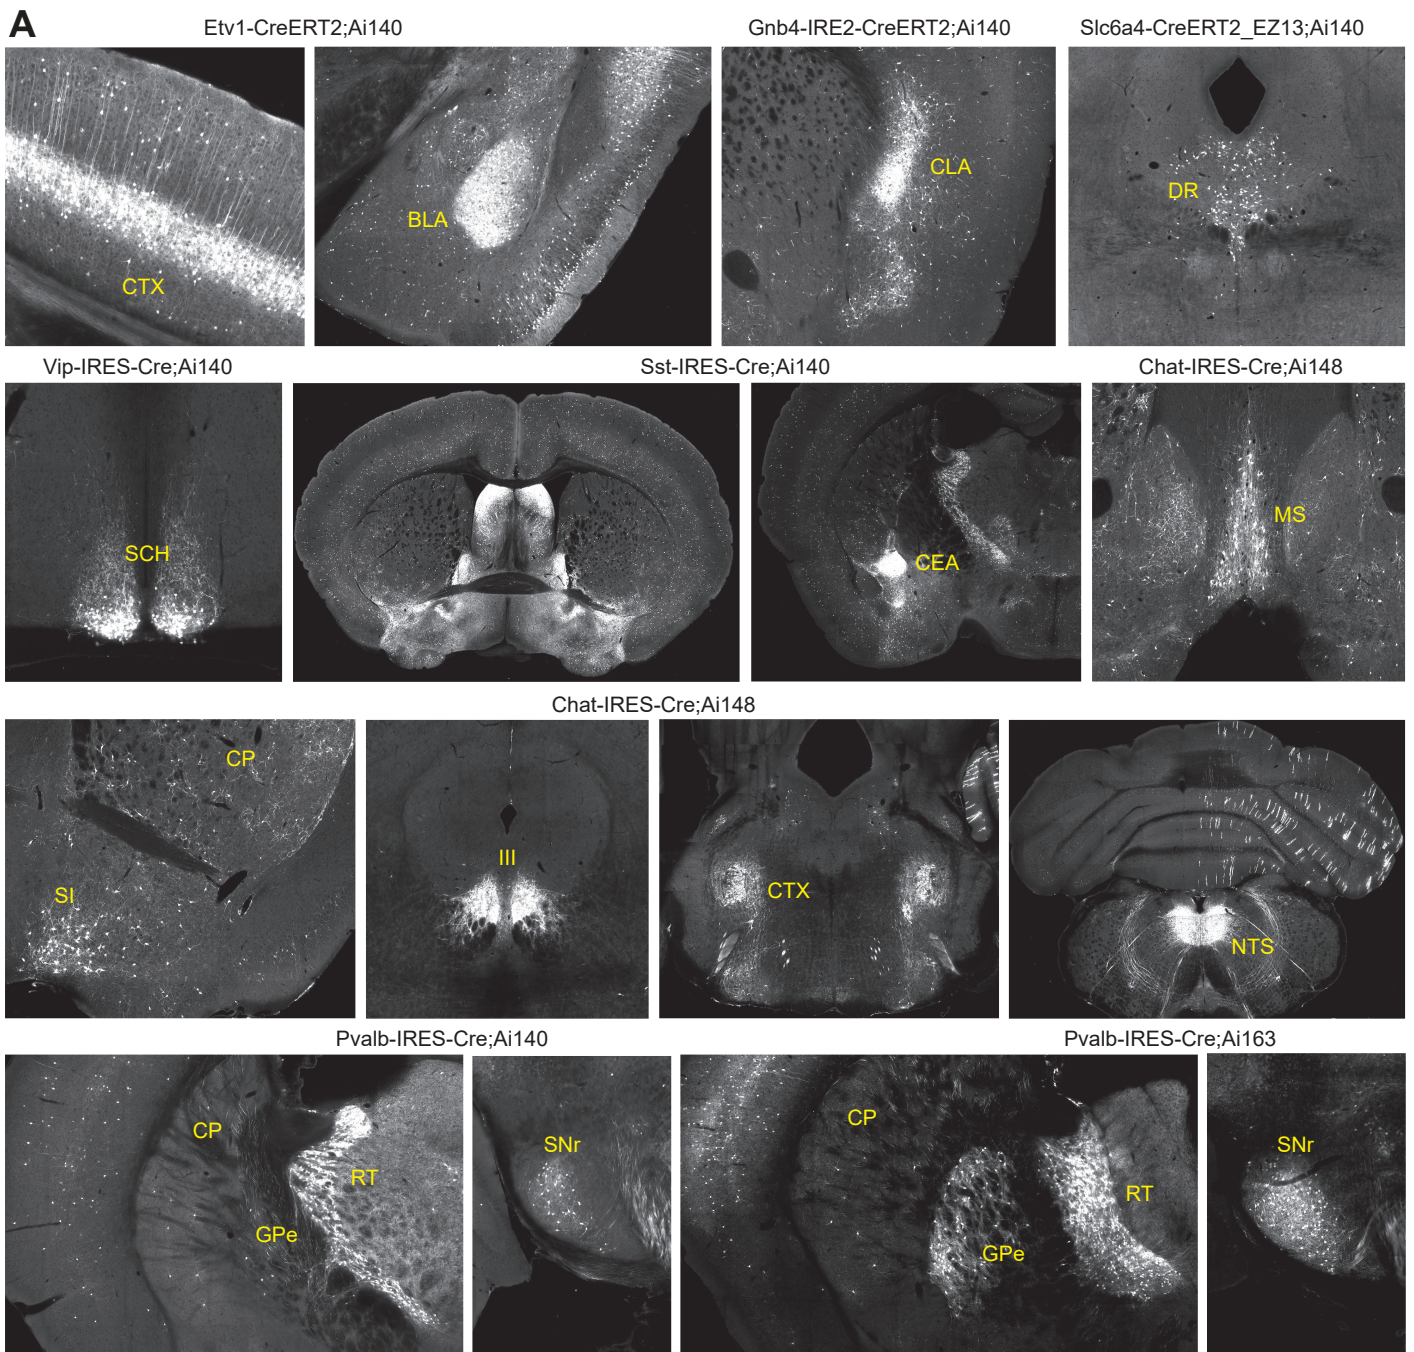 A
Etv1-CreERT2;Ai140
Gnb4-IRE2-CreERT2;Ai140
Slc6a4-CreERT2_EZ13;Ai140
CTX
BLA
CLA
DR
Vip-IRES-Cre;Ai140
Sst-IRES-Cre;Ai140
Chat-IRES-Cre;Ai148
SCH
CEA
MS
Chat-IRES-Cre;Ai148
CP
SI
III
CTX
NTS
Pvalb-IRES-Cre;Ai140
Pvalb-IRES-Cre;Ai163
CP
RT
GPe
SNr
CP
GPe
RT
SNr